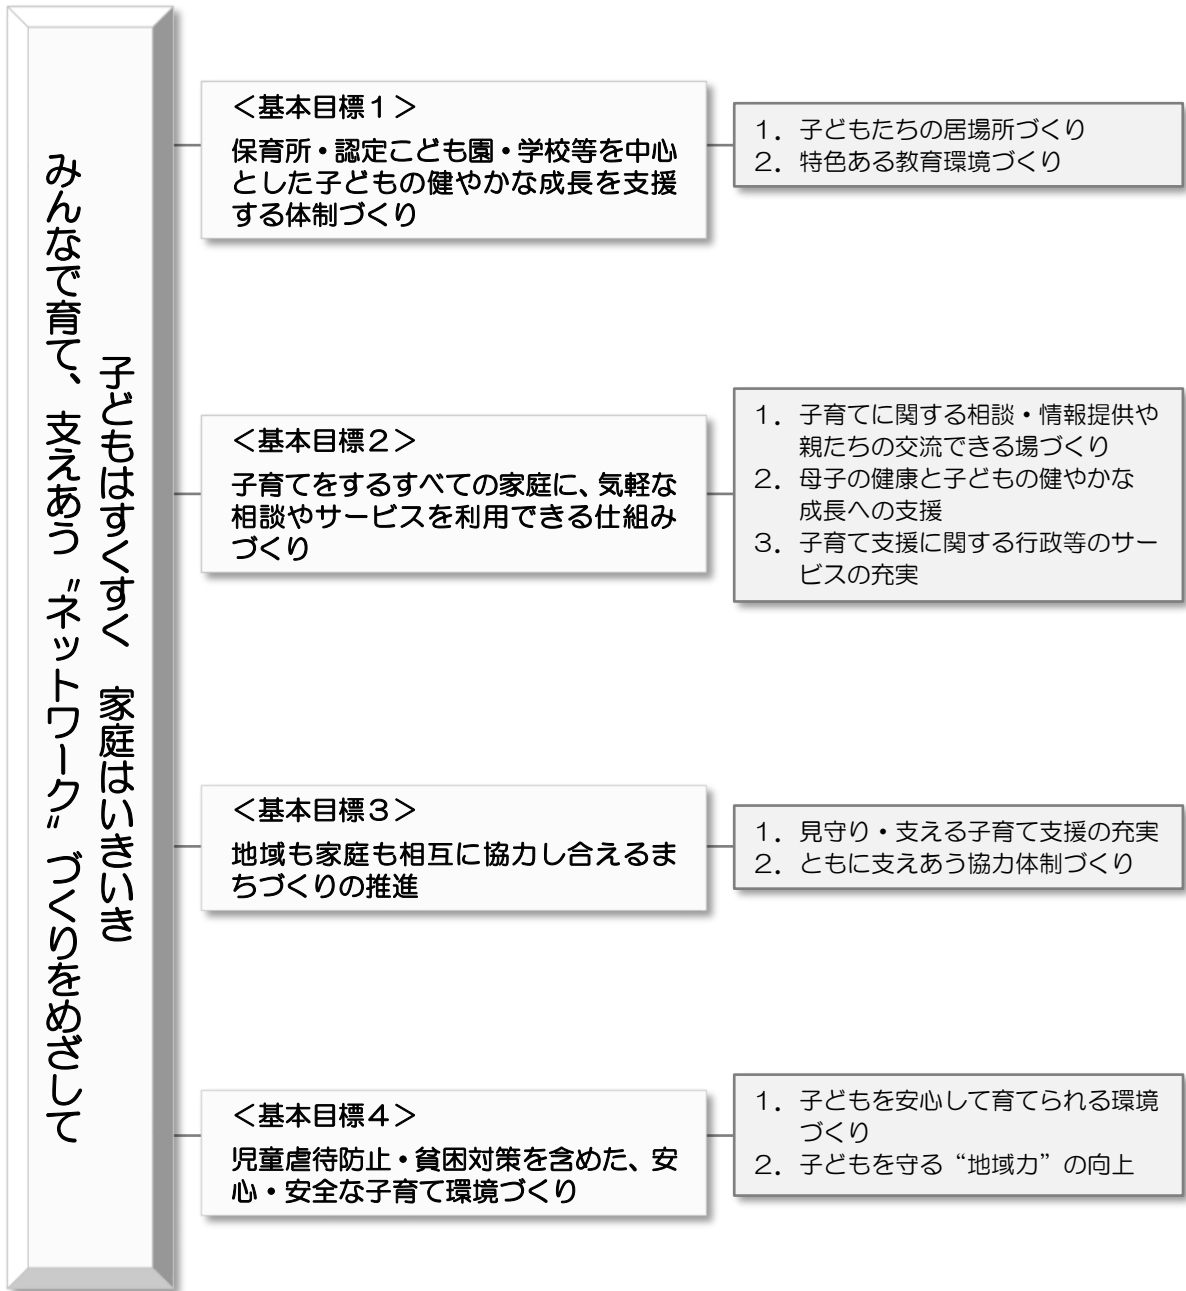 子どもはすくすく　家庭はいきいき
みんなで育て、支えあう〝ネットワーク〟づくりをめざして
＜基本目標１＞
保育所・認定こども園・学校等を中心
とした子どもの健やかな成長を支援
する体制づくり
１．子どもたちの居場所づくり
２．特色ある教育環境づくり
＜基本目標２＞
子育てをするすべての家庭に、気軽な
相談やサービスを利用できる仕組み
づくり
１．子育てに関する相談・情報提供や
親たちの交流できる場づくり
２．母子の健康と子どもの健やかな
成長への支援
３．子育て支援に関する行政等のサー
ビスの充実
＜基本目標３＞
地域も家庭も相互に協力し合えるま
ちづくりの推進
１．見守り・支える子育て支援の充実
２．ともに支えあう協力体制づくり
＜基本目標４＞
児童虐待防止・貧困対策を含めた、安
心・安全な子育て環境づくり
１．子どもを安心して育てられる環境
づくり
２．子どもを守る“地域力”の向上